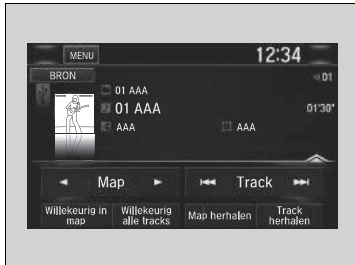 MENU
12:34
BRON
01
01 AAA
01 AAA
01'30"
AAA
AAA
Map
Track
Willekeurig in
map
Willekeurig
alle tracks
Map herhalen
Track
herhalen